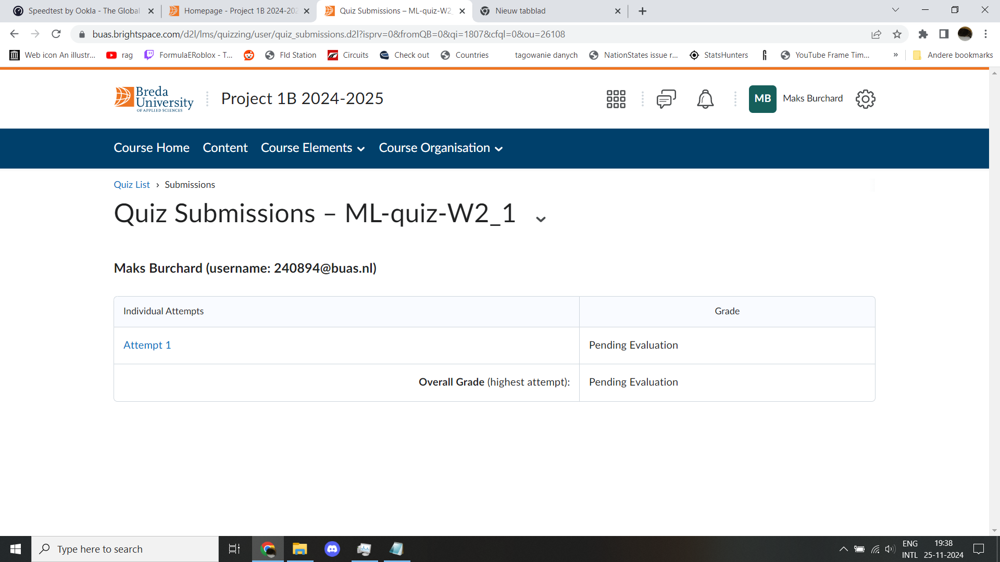 Speedtest by Ookla - The Global
Homepage - Project 1B 2024-202
Quiz Submissions – ML-quiz-W2_
Nieuw tabblad
buas.brightspace.com/d2l/lms/quizzing/user/quiz_submissions.d2l?isprv=0&fromQB=0&qi=1807&cfql=0&ou=26108
Web icon An illustr...
rag
FormulaERoblox - T...
Fld Station
Circuits
Check out
Countries
tagowanie danych
NationStates issue r...
StatsHunters
YouTube Frame Tim...
»
Andere bookmarks
Breda
University
OF APPLIED SCIENCES
Project 1B 2024-2025
MB
Maks Burchard
Course Home
Content
Course Elements
Course Organisation
Quiz List › Submissions
Quiz Submissions – ML-quiz-W2_1
Maks Burchard (username: 240894@buas.nl)
Individual Attempts
Grade
Attempt 1
Pending Evaluation
Overall Grade (highest attempt):
Pending Evaluation
Type here to search
ENG
INTL
19:38
25-11-2024